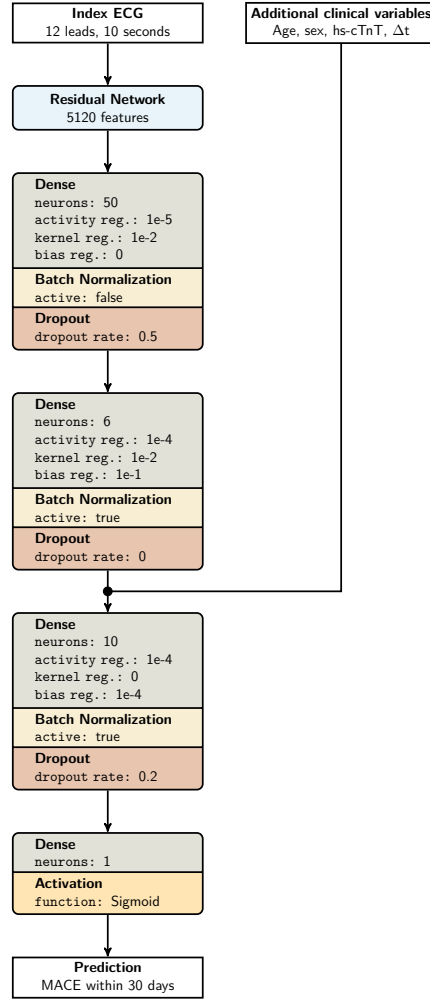 Index ECG
12 leads, 10 seconds
Additional clinical variables
Age, sex, hs-cTnT, Δt
Residual Network
5120 features
Dense
neurons: 50
activity reg.: 1e-5
kernel reg.: 1e-2
bias reg.: 0
Batch Normalization
active: false
Dropout
dropout rate: 0.5
Dense
neurons: 6
activity reg.: 1e-4
kernel reg.: 1e-2
bias reg.: 1e-1
Batch Normalization
active: true
Dropout
dropout rate: 0
Dense
neurons: 10
activity reg.: 1e-4
kernel reg.: 0
bias reg.: 1e-4
Batch Normalization
active: true
Dropout
dropout rate: 0.2
Dense
neurons: 1
Activation
function: Sigmoid
Prediction
MACE within 30 days